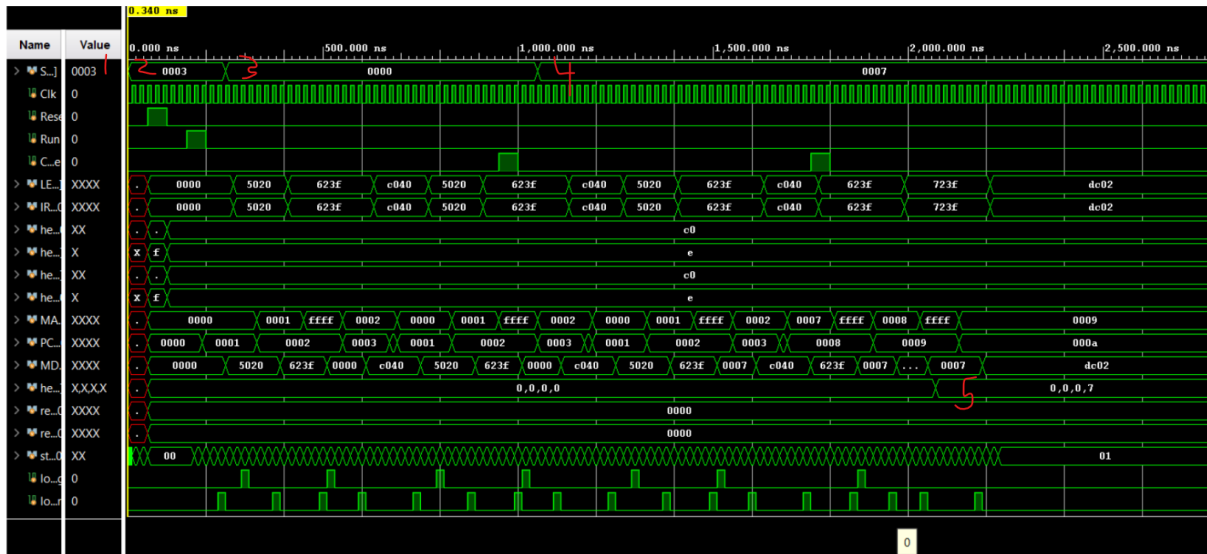 0.340 ns
Name Value 0.000 ns 500.000 ns 1,000.000 ns 1,500.000 ns 2,000.000 ns 2,500.000 ns
> S...] 0003 1 2 0003 3 0000 4 0007
Clk 0
Rese 0
Run 0
C...e 0
> LE...] XXXX . 0000 5020 623f c040 5020 623f c040 5020 623f c040 623f 723f dc02
> IR...0 XXXX . 0000 5020 623f c040 5020 623f c040 5020 623f c040 623f 723f dc02
> he...0 XX . . c0
> he...] X X f e
> he...] XX . . c0
> he...0 X X f e
> MA. XXXX . 0000 0001 ffff 0002 0000 0001 ffff 0002 0000 0001 ffff 0002 0007 ffff 0008 ffff 0009
> PC... XXXX . 0000 0001 0002 0003 0001 0002 0003 0001 0002 0003 0008 0009 000a
> MD. XXXX . 0000 5020 623f 0000 c040 5020 623f 0000 c040 5020 623f 0007 c040 623f 0007 ... 0007 dc02
> he...] X,X,X,X . 0,0,0,0 5 0,0,0,7
> re...0 XXXX . 0000
> re...0 XXXX . 0000
> st...0 XX 00 01
lo...g 0
lo...r 0
0